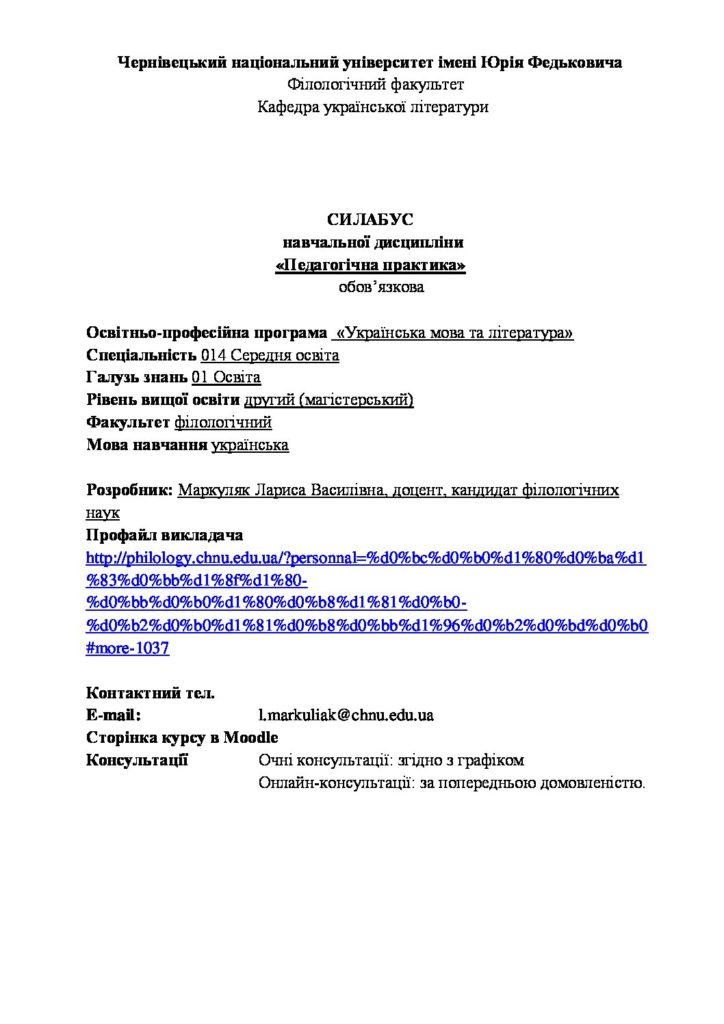 Чернівецький національний університет імені Юрія Федьковича
Філологічний факультет
Кафедра української літератури
СИЛАБУС
навчальної дисципліни
«Педагогічна практика»
обов’язкова
Освітньо-професійна програма «Українська мова та література»
Спеціальність 014 Середня освіта
Галузь знань 01 Освіта
Рівень вищої освіти другий (магістерський)
Факультет філологічний
Мова навчання українська
Розробник: Маркуляк Лариса Василівна, доцент, кандидат філологічних
наук
Профайл викладача
http://philology.chnu.edu.ua/?personnal=%d0%bc%d0%b0%d1%80%d0%ba%d1
%83%d0%bb%d1%8f%d1%80-
%d0%bb%d0%b0%d1%80%d0%b8%d1%81%d0%b0-
%d0%b2%d0%b0%d1%81%d0%b8%d0%bb%d1%96%d0%b2%d0%bd%d0%b0
#more-1037
Контактний тел.
E-mail: l.markuliak@chnu.edu.ua
Сторінка курсу в Moodle
Консультації Очні консультації: згідно з графіком
Онлайн-консультації: за попередньою домовленістю.